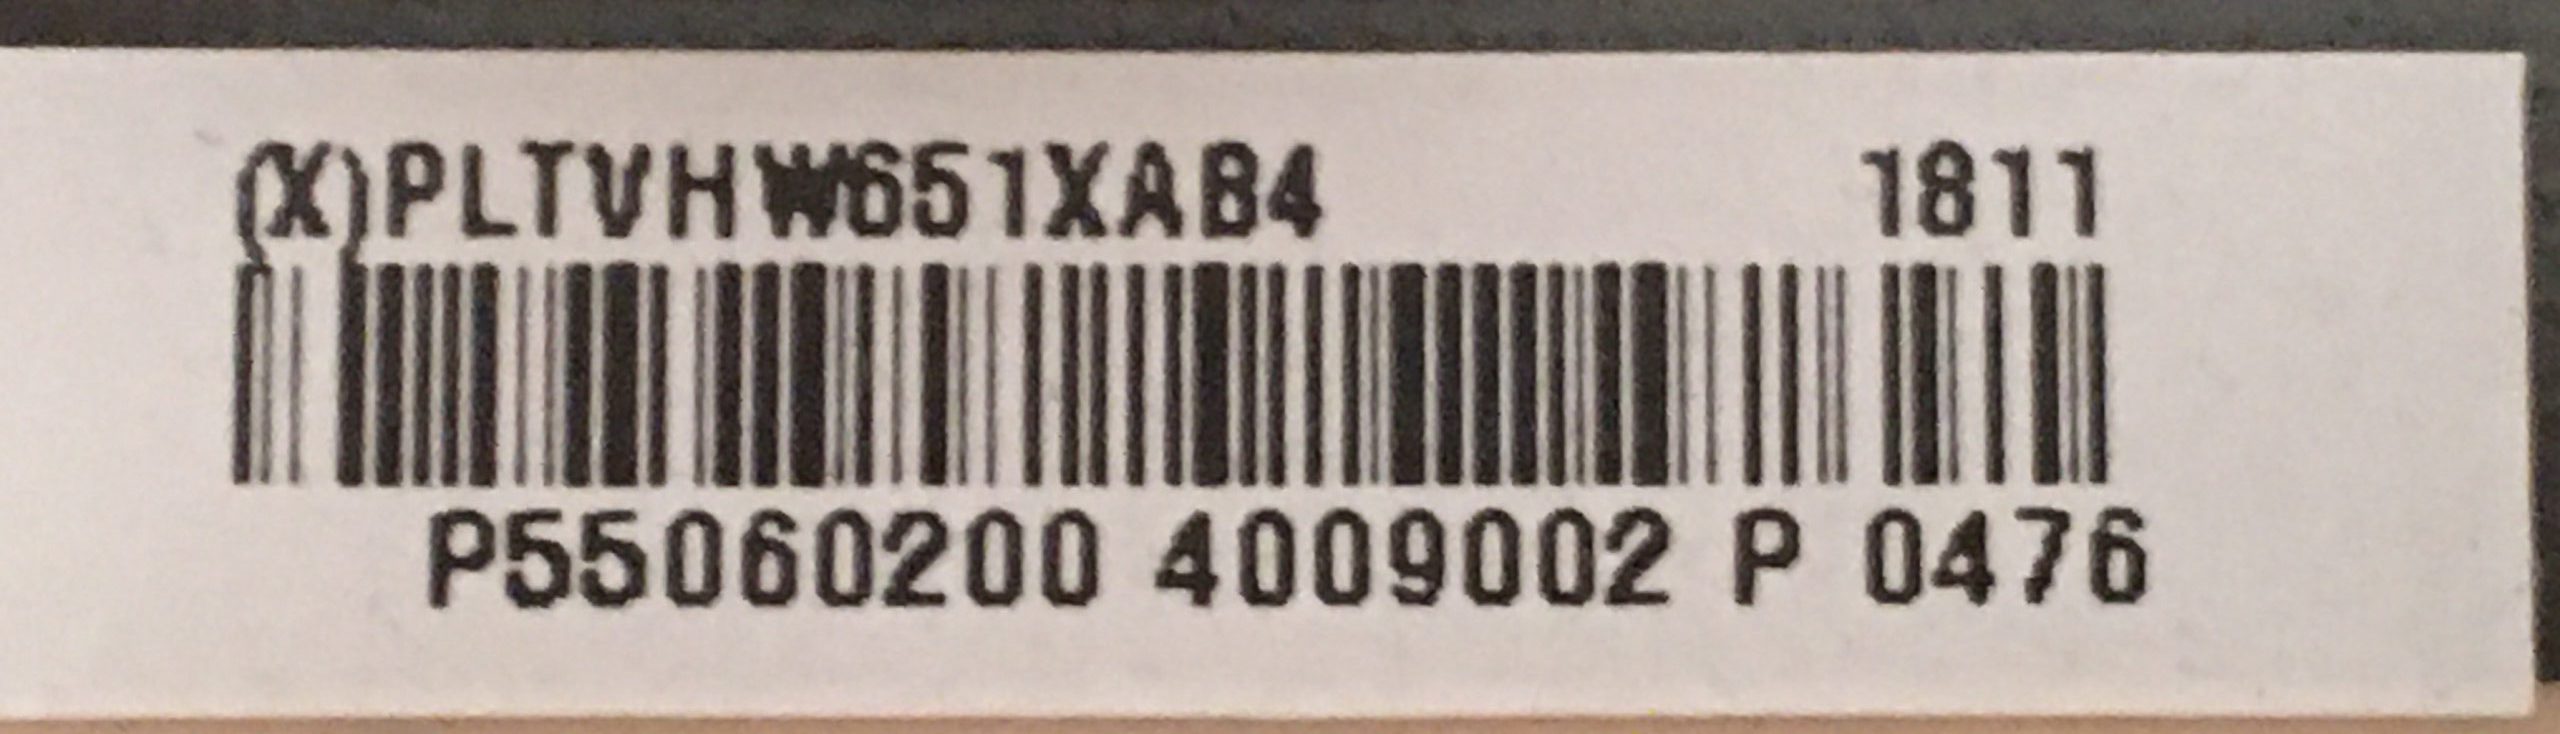 (X)PLTVHW651XAB4 1811
P55060200 4009002 P 0476